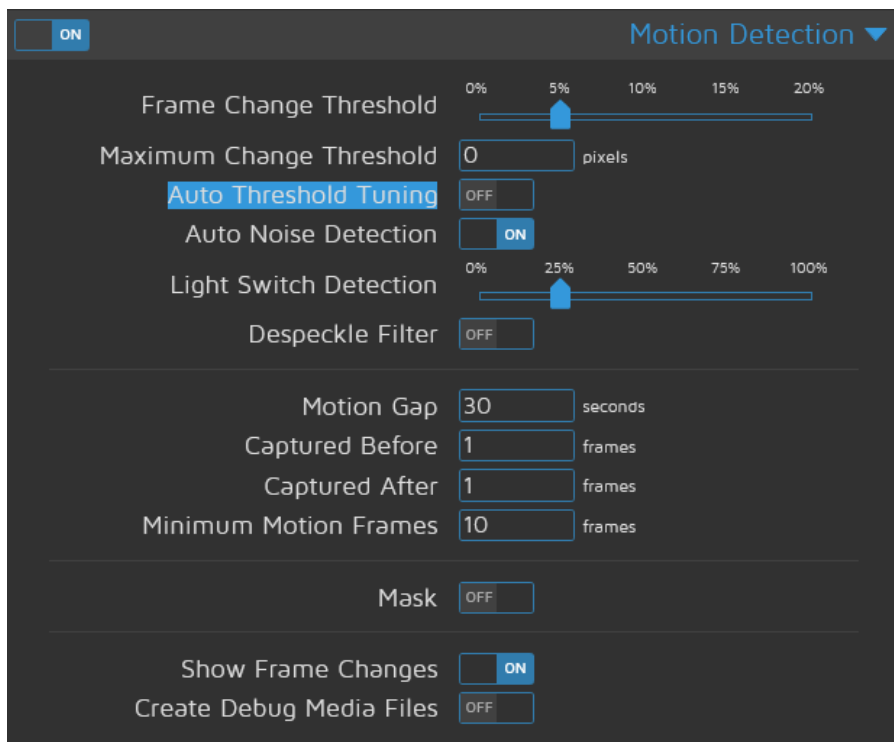 ON Motion Detection
0% 5% 10% 15% 20%
Frame Change Threshold
Maximum Change Threshold 0 pixels
Auto Threshold Tuning OFF
Auto Noise Detection ON
0% 25% 50% 75% 100%
Light Switch Detection
Despeckle Filter OFF
Motion Gap 30 seconds
Captured Before 1 frames
Captured After 1 frames
Minimum Motion Frames 10 frames
Mask OFF
Show Frame Changes ON
Create Debug Media Files OFF